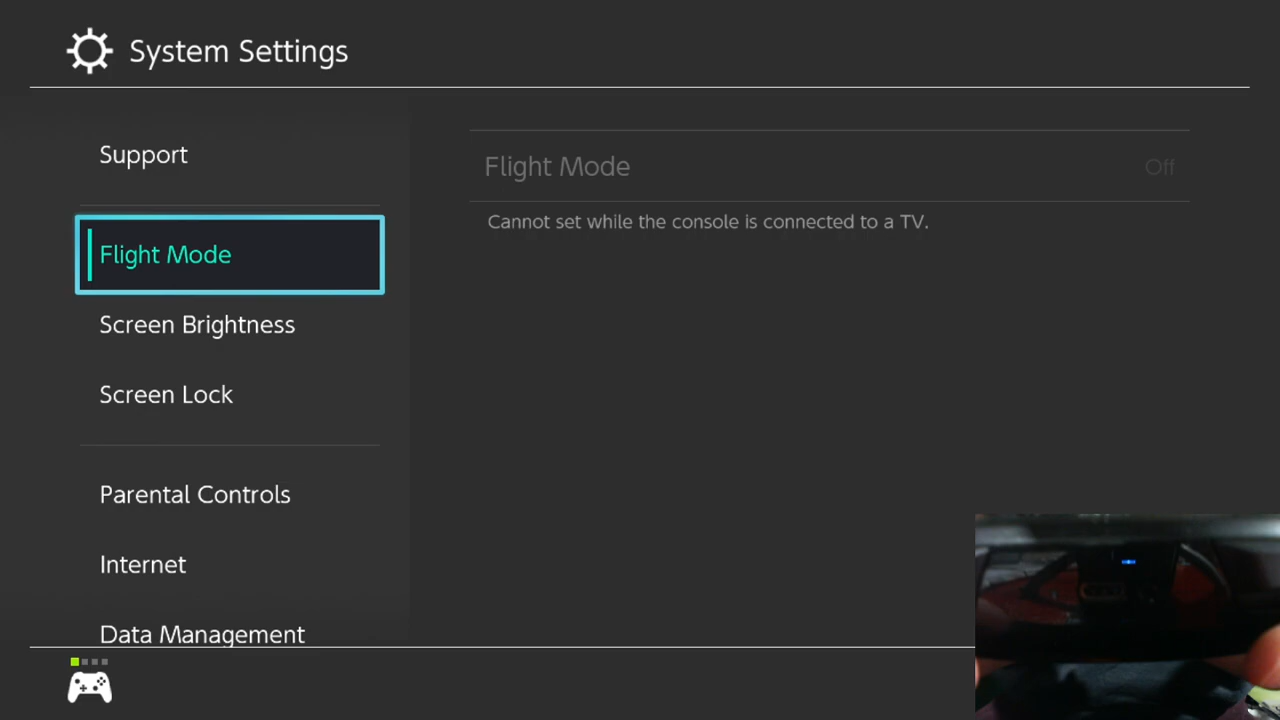 System Settings
Support
Flight Mode
Screen Brightness
Screen Lock
Parental Controls
Internet
Data Management
Flight Mode Off
Cannot set while the console is connected to a TV.